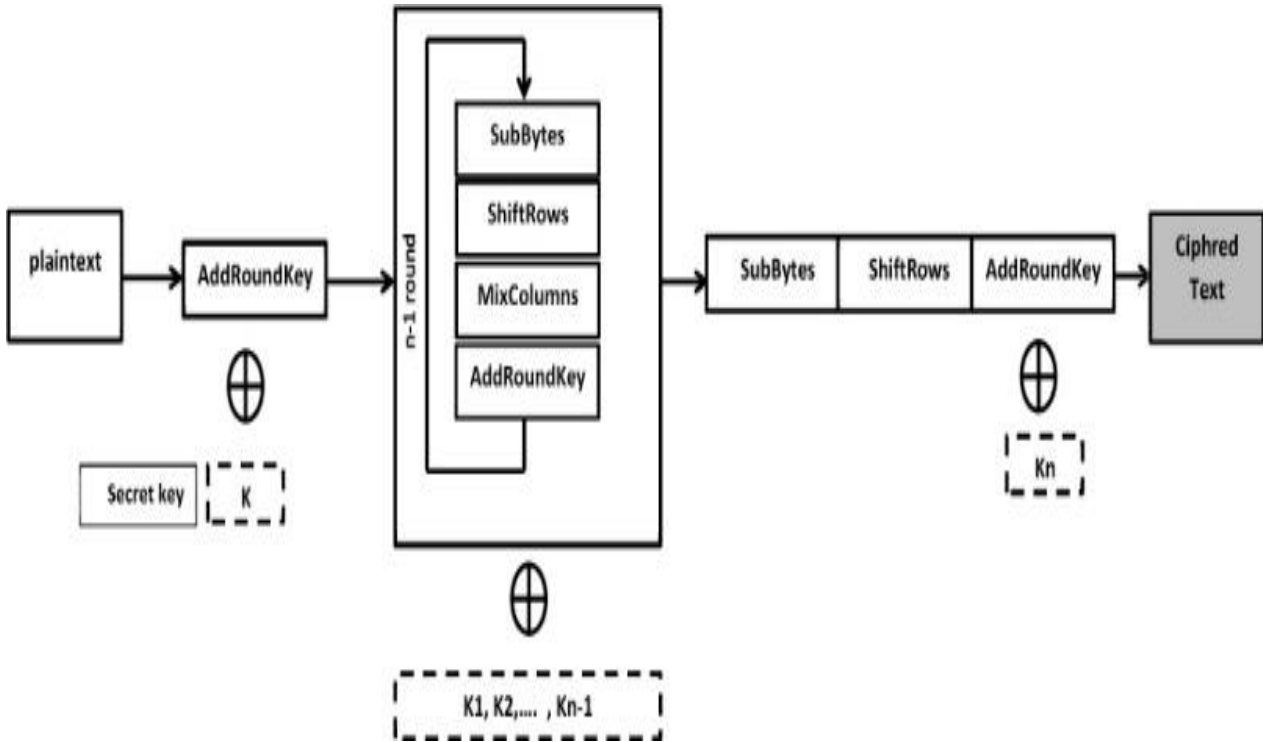 plaintext
AddRoundKey
Secret key
K
n-1 round
SubBytes
ShiftRows
MixColumns
AddRoundKey
K1, K2,.... , Kn-1
SubBytes
ShiftRows
AddRoundKey
Kn
Ciphred
Text